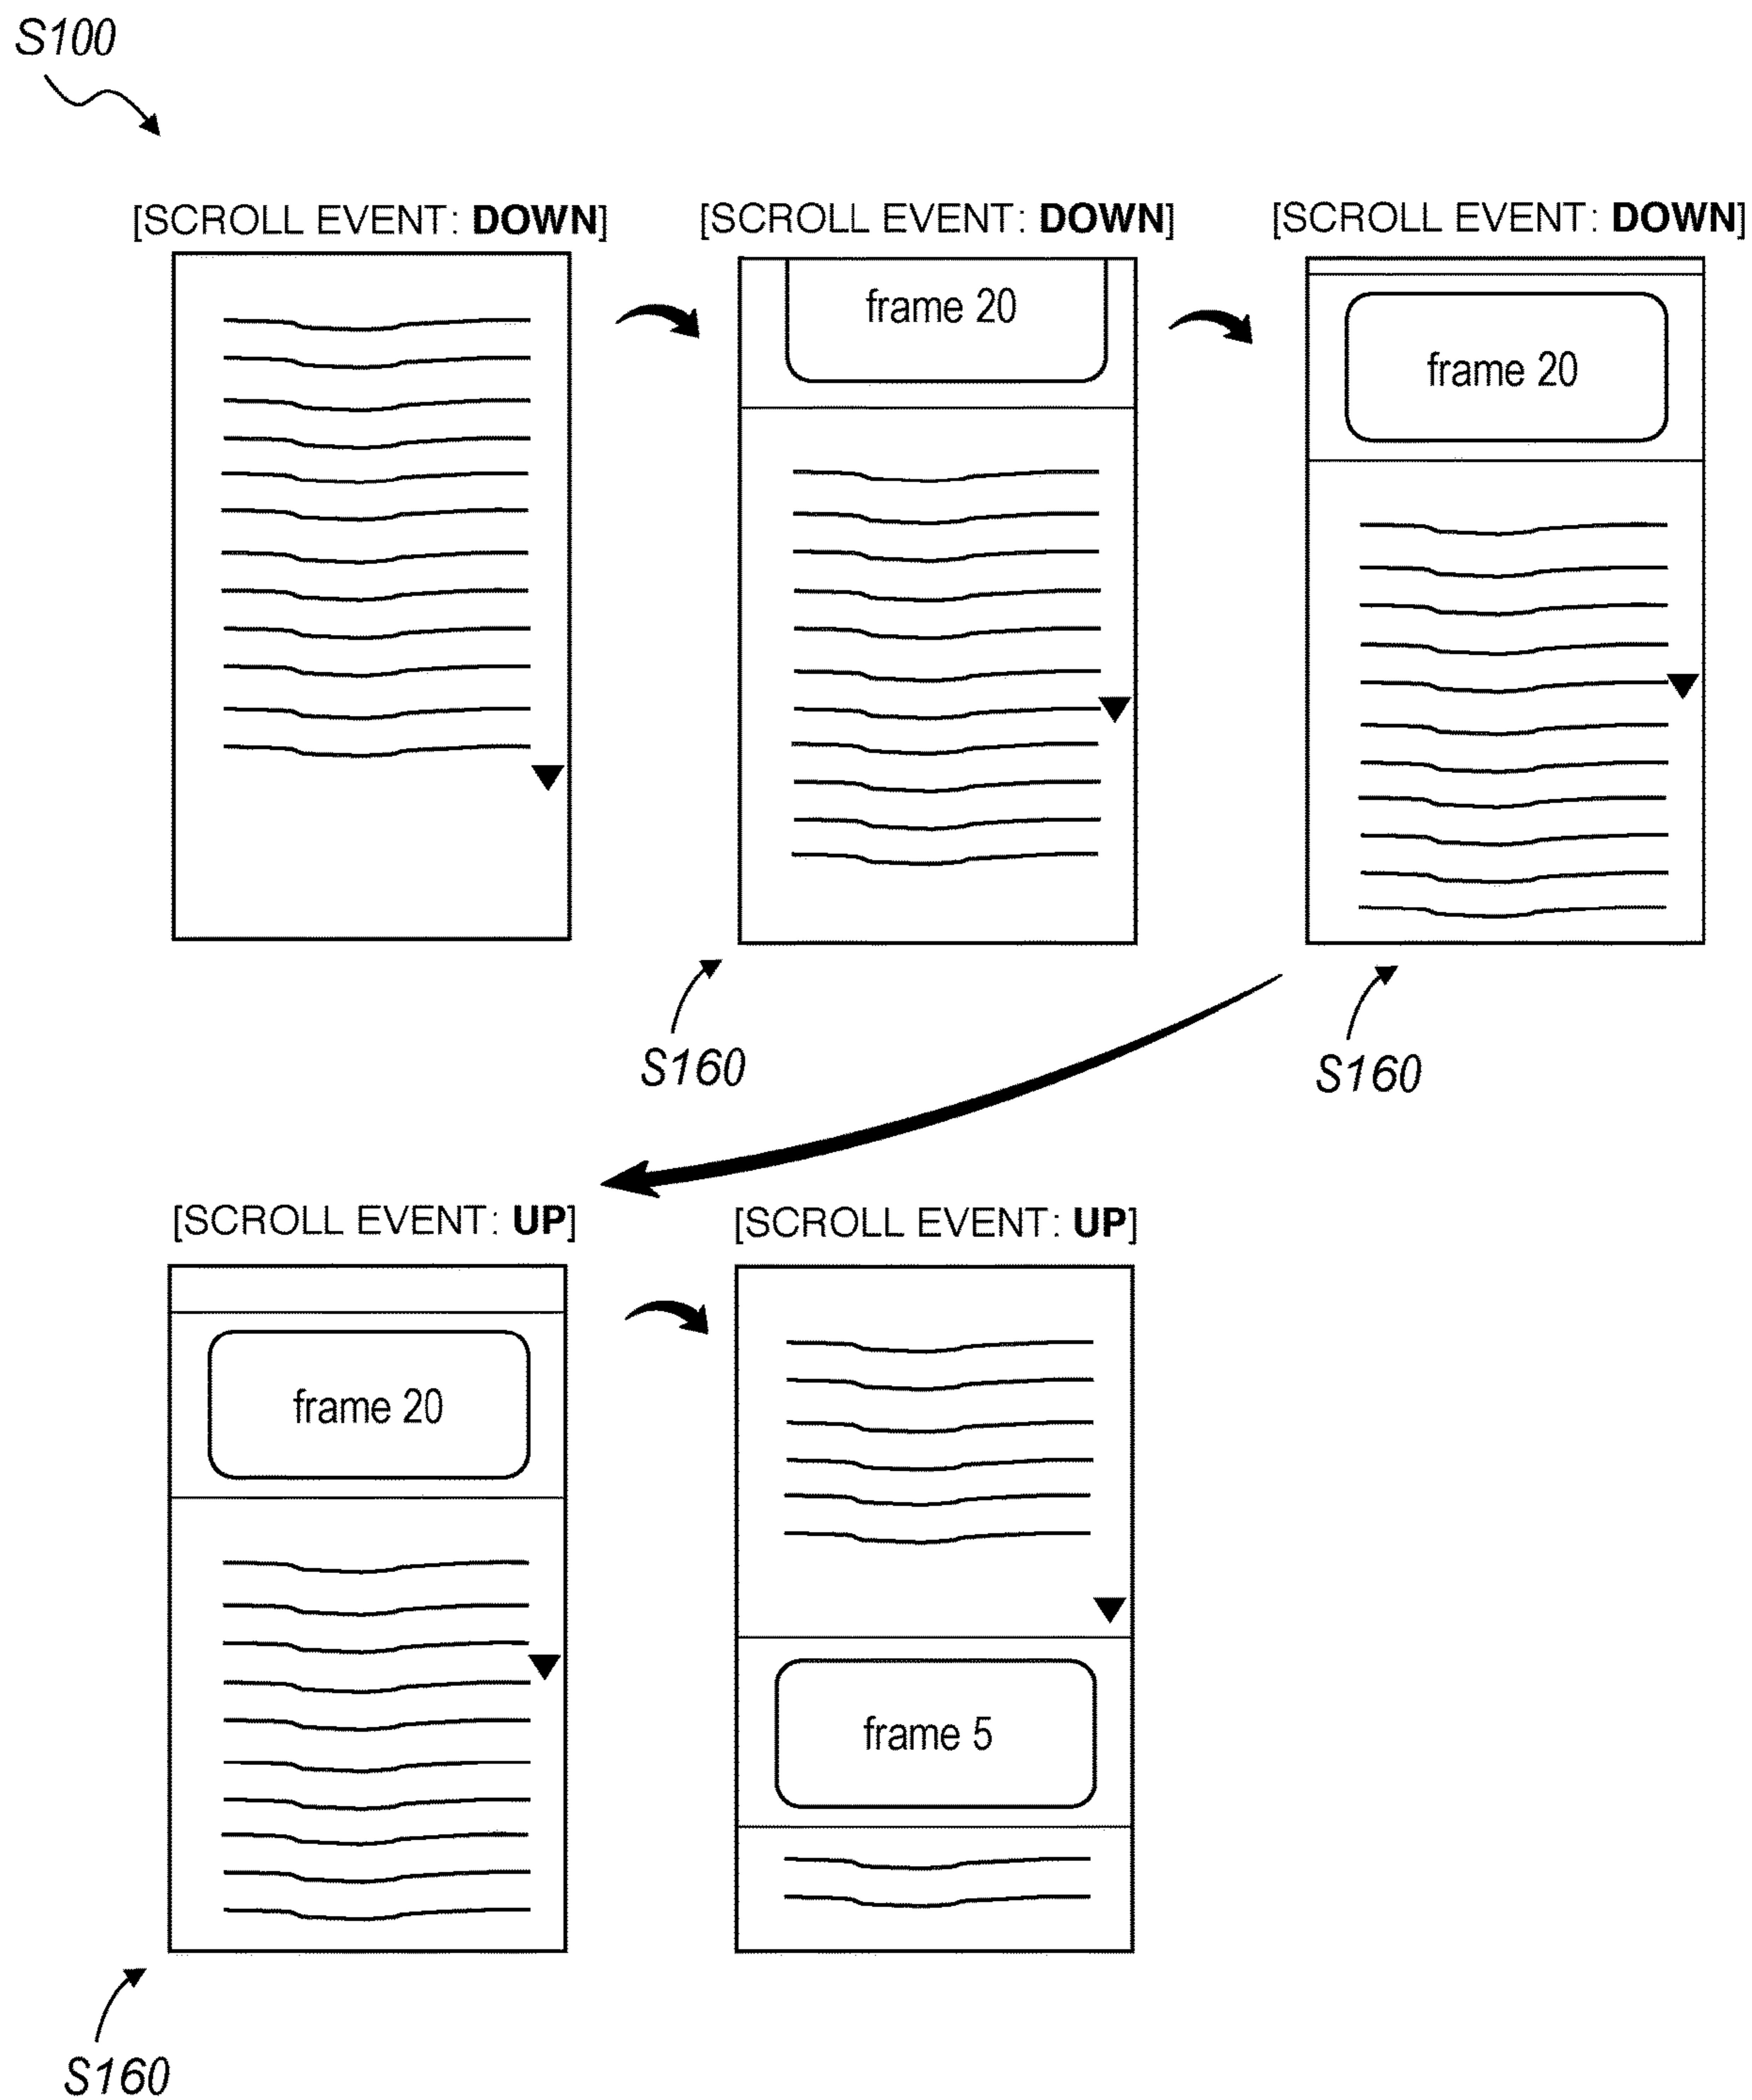 S100
[SCROLL EVENT: DOWN]
[SCROLL EVENT: DOWN]
[SCROLL EVENT: DOWN]
frame 20
frame 20
S160
S160
[SCROLL EVENT: UP]
[SCROLL EVENT: UP]
frame 20
frame 5
S160